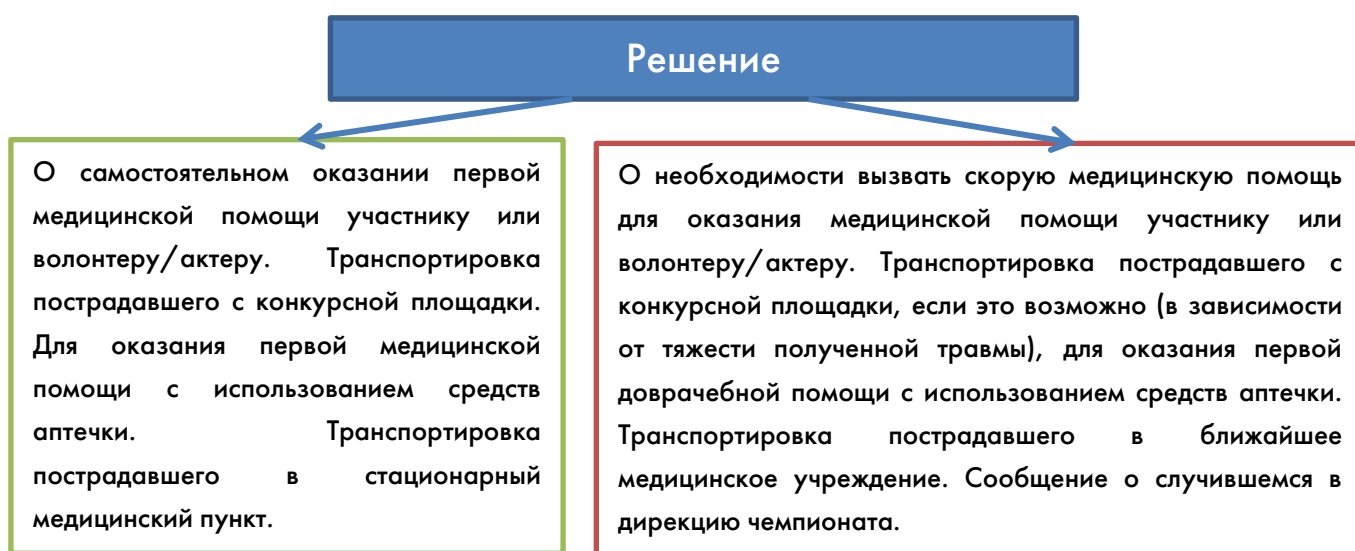 Решение
О самостоятельном оказании первой
медицинской помощи участнику или
волонтеру/актеру. Транспортировка
пострадавшего с конкурсной площадки.
Для оказания первой медицинской
помощи с использованием средств
аптечки. Транспортировка
пострадавшего в стационарный
медицинский пункт.
О необходимости вызвать скорую медицинскую помощь
для оказания медицинской помощи участнику или
волонтеру/актеру. Транспортировка пострадавшего с
конкурсной площадки, если это возможно (в зависимости
от тяжести полученной травмы), для оказания первой
доврачебной помощи с использованием средств аптечки.
Транспортировка пострадавшего в ближайшее
медицинское учреждение. Сообщение о случившемся в
дирекцию чемпионата.